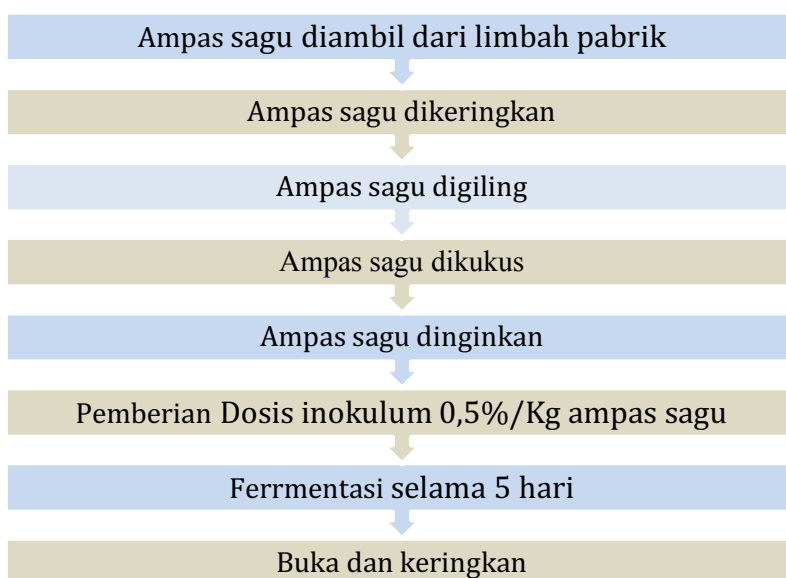 Ampas sagu diambil dari limbah pabrik
Ampas sagu dikeringkan
Ampas sagu digiling
Ampas sagu dikukus
Ampas sagu dinginkan
Pemberian Dosis inokulum 0,5%/Kg ampas sagu
Ferrmentasi selama 5 hari
Buka dan keringkan